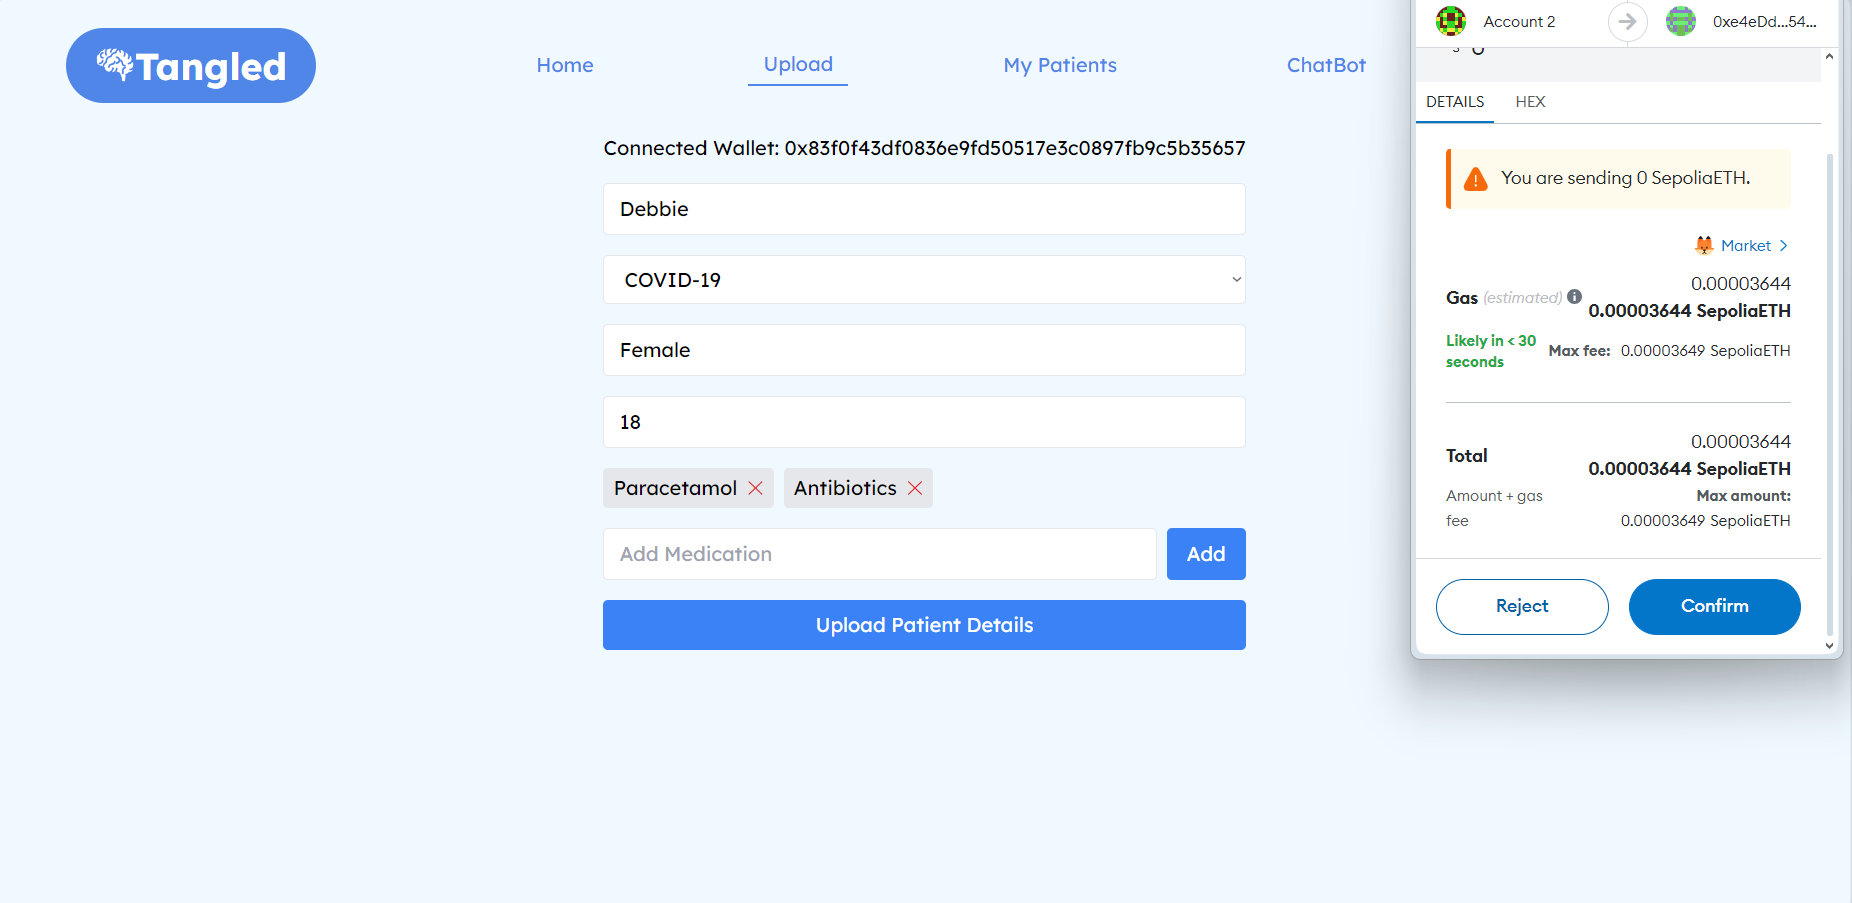 Tangled
Home
Upload
My Patients
ChatBot
Connected Wallet: 0x83f0f43df0836e9fd50517e3c0897fb9c5b35657
Debbie
COVID-19
Female
18
Paracetamol
Antibiotics
Add Medication
Add
Upload Patient Details
Account 2
0xe4eDd...54...
DETAILS
HEX
You are sending 0 SepoliaETH.
Market >
0.00003644
Gas (estimated)
0.00003644 SepoliaETH
Likely in < 30
seconds
Max fee: 0.00003649 SepoliaETH
0.00003644
Total
0.00003644 SepoliaETH
Amount + gas
fee
Max amount:
0.00003649 SepoliaETH
Reject
Confirm